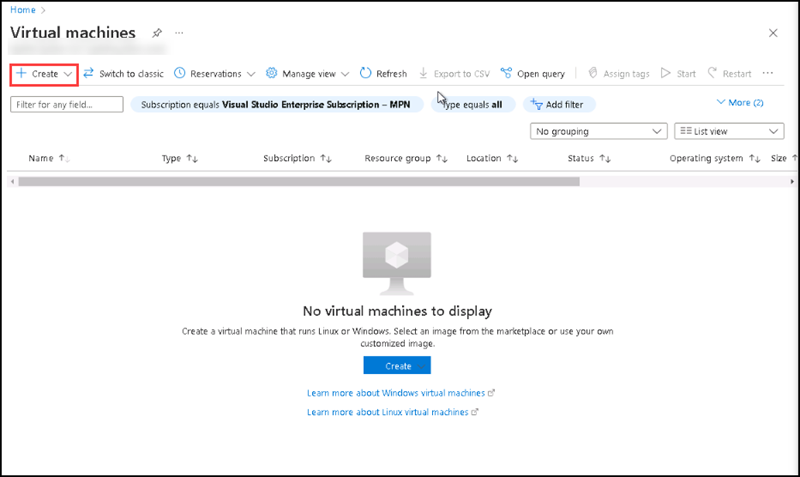 Home >
Virtual machines ...
+ Create Switch to classic Reservations Manage view Refresh Export to CSV Open query Assign tags Start Restart ...
Filter for any field... Subscription equals Visual Studio Enterprise Subscription – MPN Type equals all Add filter More (2)
No grouping List view
Name ↑↓ Type ↑↓ Subscription ↑↓ Resource group ↑↓ Location ↑↓ Status ↑↓ Operating system ↑↓ Size ↑
No virtual machines to display
Create a virtual machine that runs Linux or Windows. Select an image from the marketplace or use your own
customized image.
Create
Learn more about Windows virtual machines
Learn more about Linux virtual machines